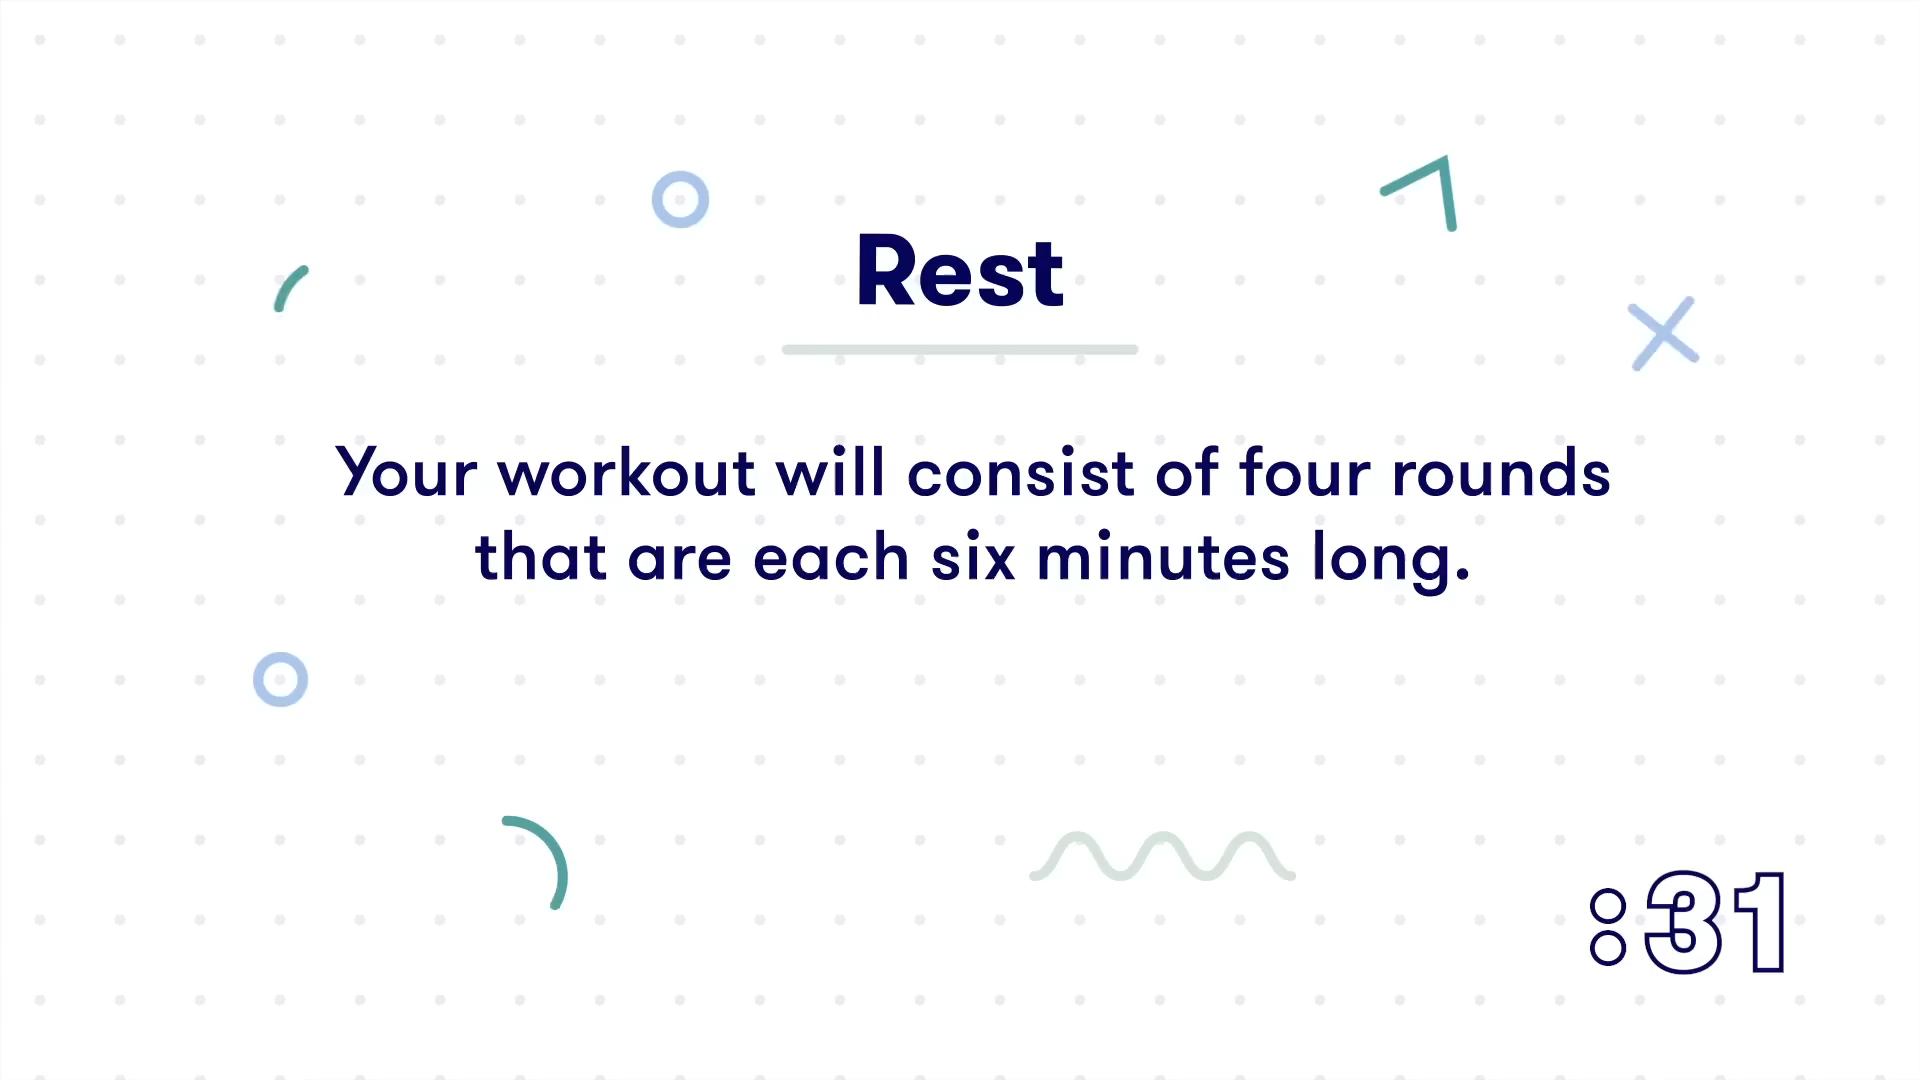 Rest
Your workout will consist of four rounds
that are each six minutes long.
:31